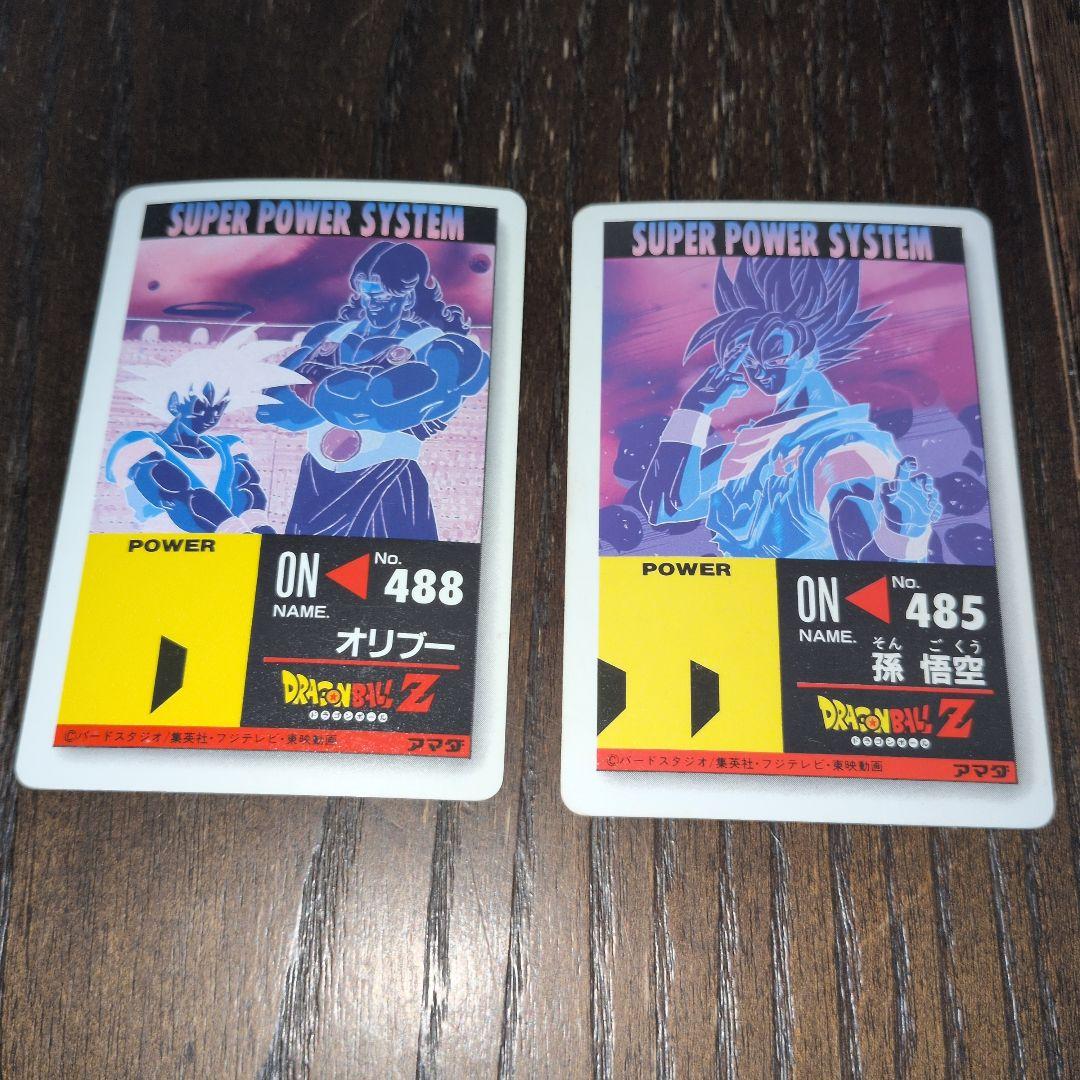 SUPER POWER SYSTEM
POWER
ON
No.
488
NAME.
オリブー
DRAGON BALL Z
ドラゴンボール
©バードスタジオ/集英社・フジテレビ・東映動画
アマダ
SUPER POWER SYSTEM
POWER
ON
No.
485
NAME.
そん ご くう
孫 悟空
DRAGON BALL Z
ドラゴンボール
©バードスタジオ/集英社・フジテレビ・東映動画
アマダ